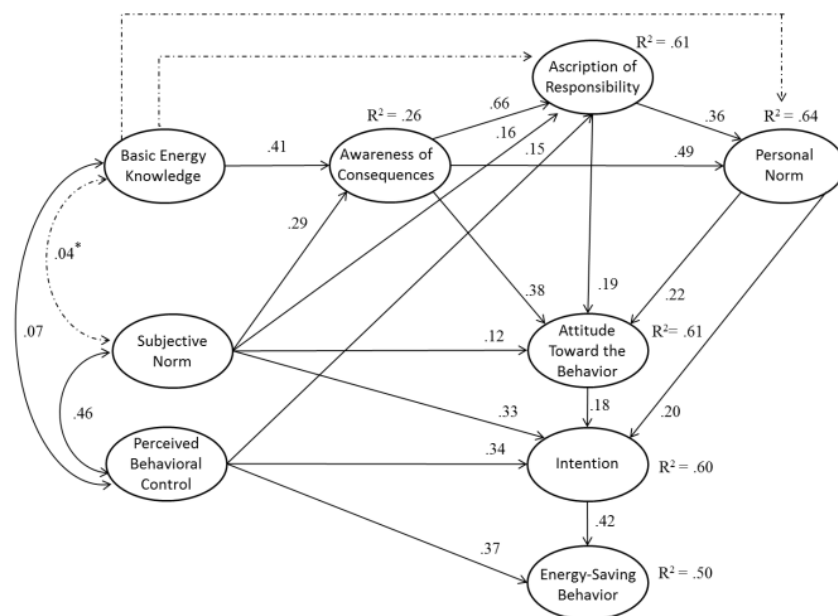 R² = .61
Ascription of
Responsibility
R² = .26
.66
.36
R² = .64
.16
Basic Energy
Knowledge
.41
Awareness of
Consequences
.15
.49
Personal
Norm
.29
.04*
.38
.19
.22
.07
Subjective
Norm
.12
Attitude
Toward the
Behavior
R²= .61
.46
.33
.18
.20
Perceived
Behavioral
Control
.34
Intention
R² = .60
.42
.37
Energy-Saving
Behavior
R² = .50